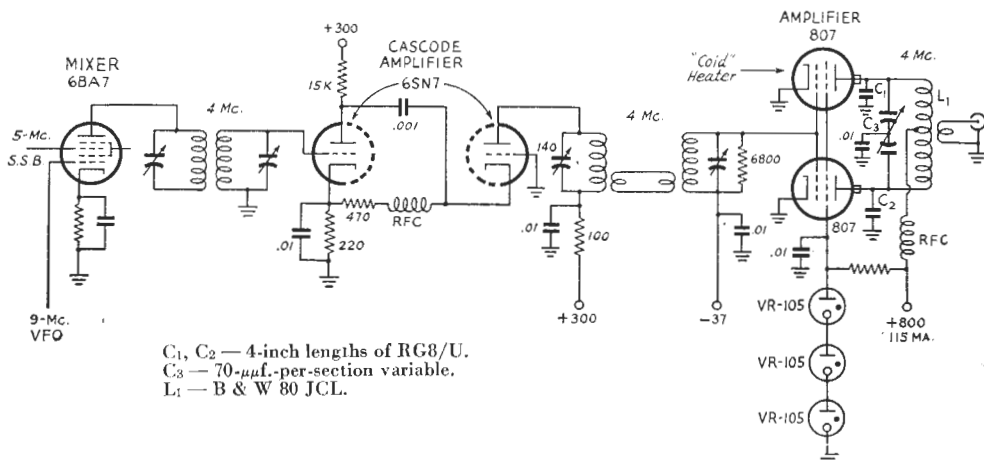 MIXER
6BA7
5-Mc.
S.S.B.
9-Mc.
VFO
4 Mc.
+300
15K
CASCODE
AMPLIFIER
6SN7
.001
470
RFC
.01
220
140
.01
100
+300
4 Mc.
6800
.01
-37
AMPLIFIER
807
"Cold"
Heater
4 Mc.
C1
C3
.01
L1
C2
807
RFC
.01
+800
115 MA.
VR-105
VR-105
VR-105
C1, C2 — 4-inch lengths of RG8/U.
C3 — 70-μμf.-per-section variable.
L1 — B & W 80 JCL.